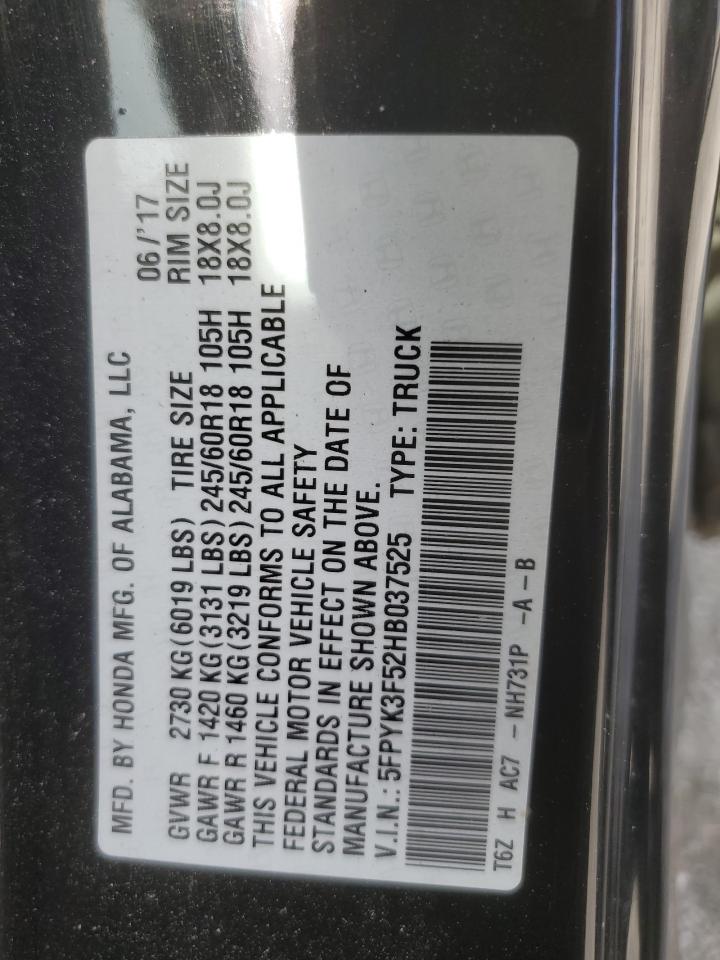 MFD. BY HONDA MFG. OF ALABAMA, LLC 06/'17
GVWR 2730 KG(6019 LBS) TIRE SIZE RIM SIZE
GAWR F 1420 KG(3131 LBS) 245/60R18 105H 18X8.0J
GAWR R 1460 KG(3219 LBS) 245/60R18 105H 18X8.0J
THIS VEHICLE CONFORMS TO ALL APPLICABLE
FEDERAL MOTOR VEHICLE SAFETY
STANDARDS IN EFFECT ON THE DATE OF
MANUFACTURE SHOWN ABOVE.
V.I.N.: 5FPYK3F52HB037525 TYPE: TRUCK
T6Z H AC7 -NH731P -A -B